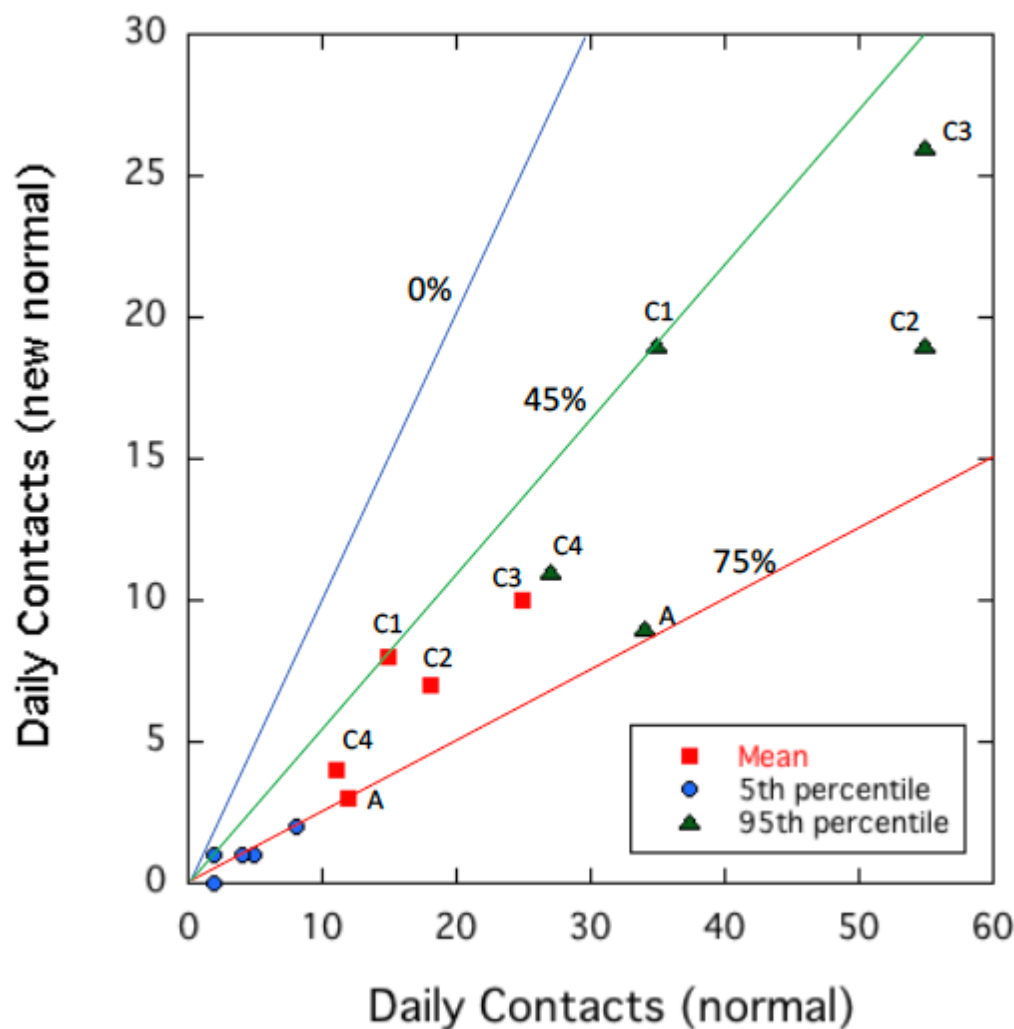 30
25
20
15
10
5
0
Daily Contacts (new normal)
0%
45%
75%
C3
C1
C2
C4
C3
A
C1
C2
C4
A
Mean
5th percentile
95th percentile
0 10 20 30 40 50 60
Daily Contacts (normal)